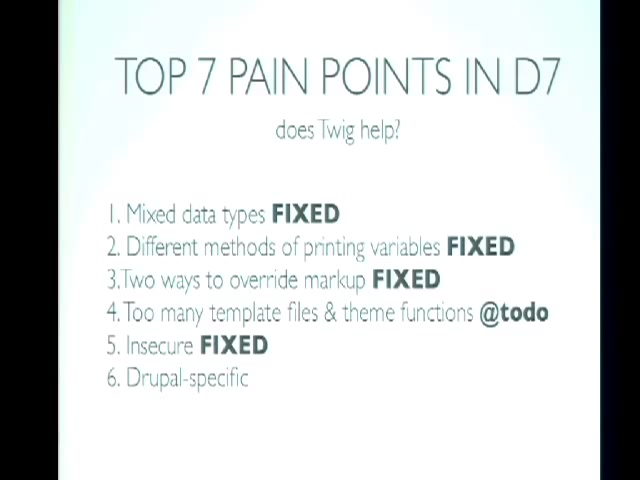 TOP 7 PAIN POINTS IN D7
does Twig help?
1. Mixed data types FIXED
2. Different methods of printing variables FIXED
3.Two ways to override markup FIXED
4. Too many template files & theme functions @todo
5. Insecure FIXED
6. Drupal-specific